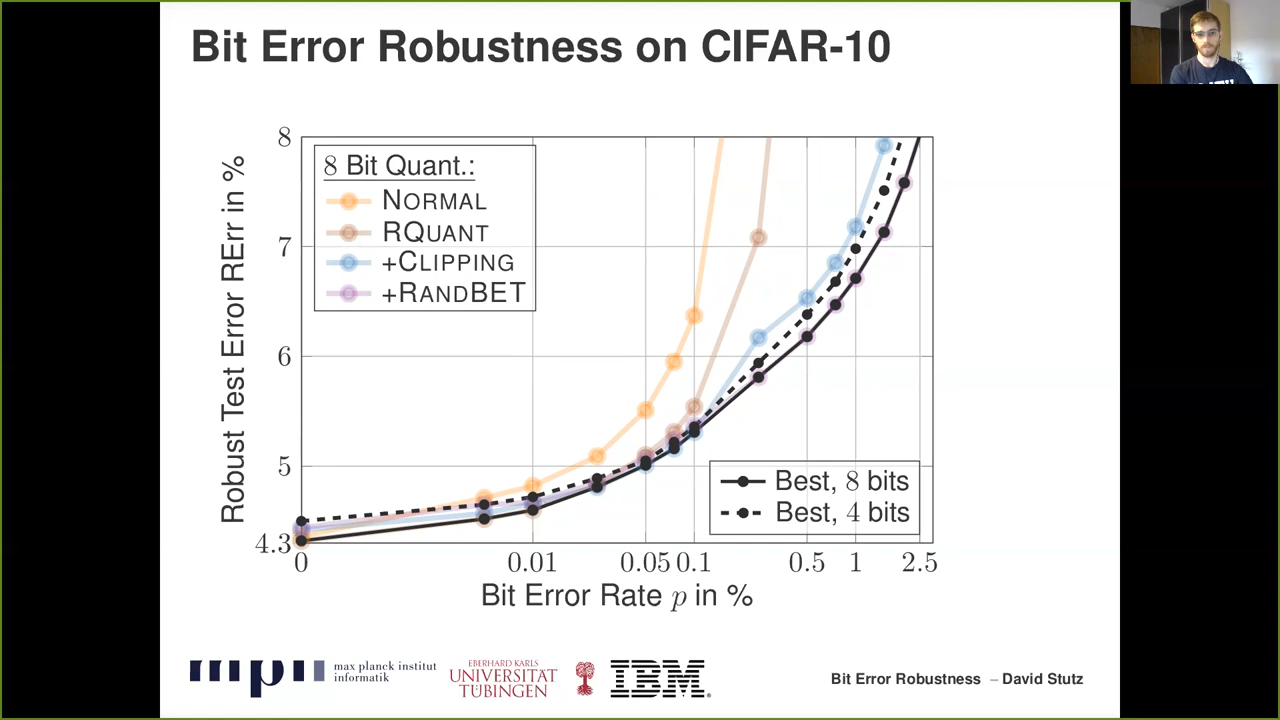 Bit Error Robustness on CIFAR-10
Robust Test Error RErr in %
8
7
6
5
4.3
8 Bit Quant.:
NORMAL
RQUANT
+CLIPPING
+RANDBET
Best, 8 bits
Best, 4 bits
0 0.01 0.05 0.1 0.5 1 2.5
Bit Error Rate p in %
max planck institut
informatik
EBERHARD KARLS
UNIVERSITÄT
TÜBINGEN
IBM
Bit Error Robustness – David Stutz